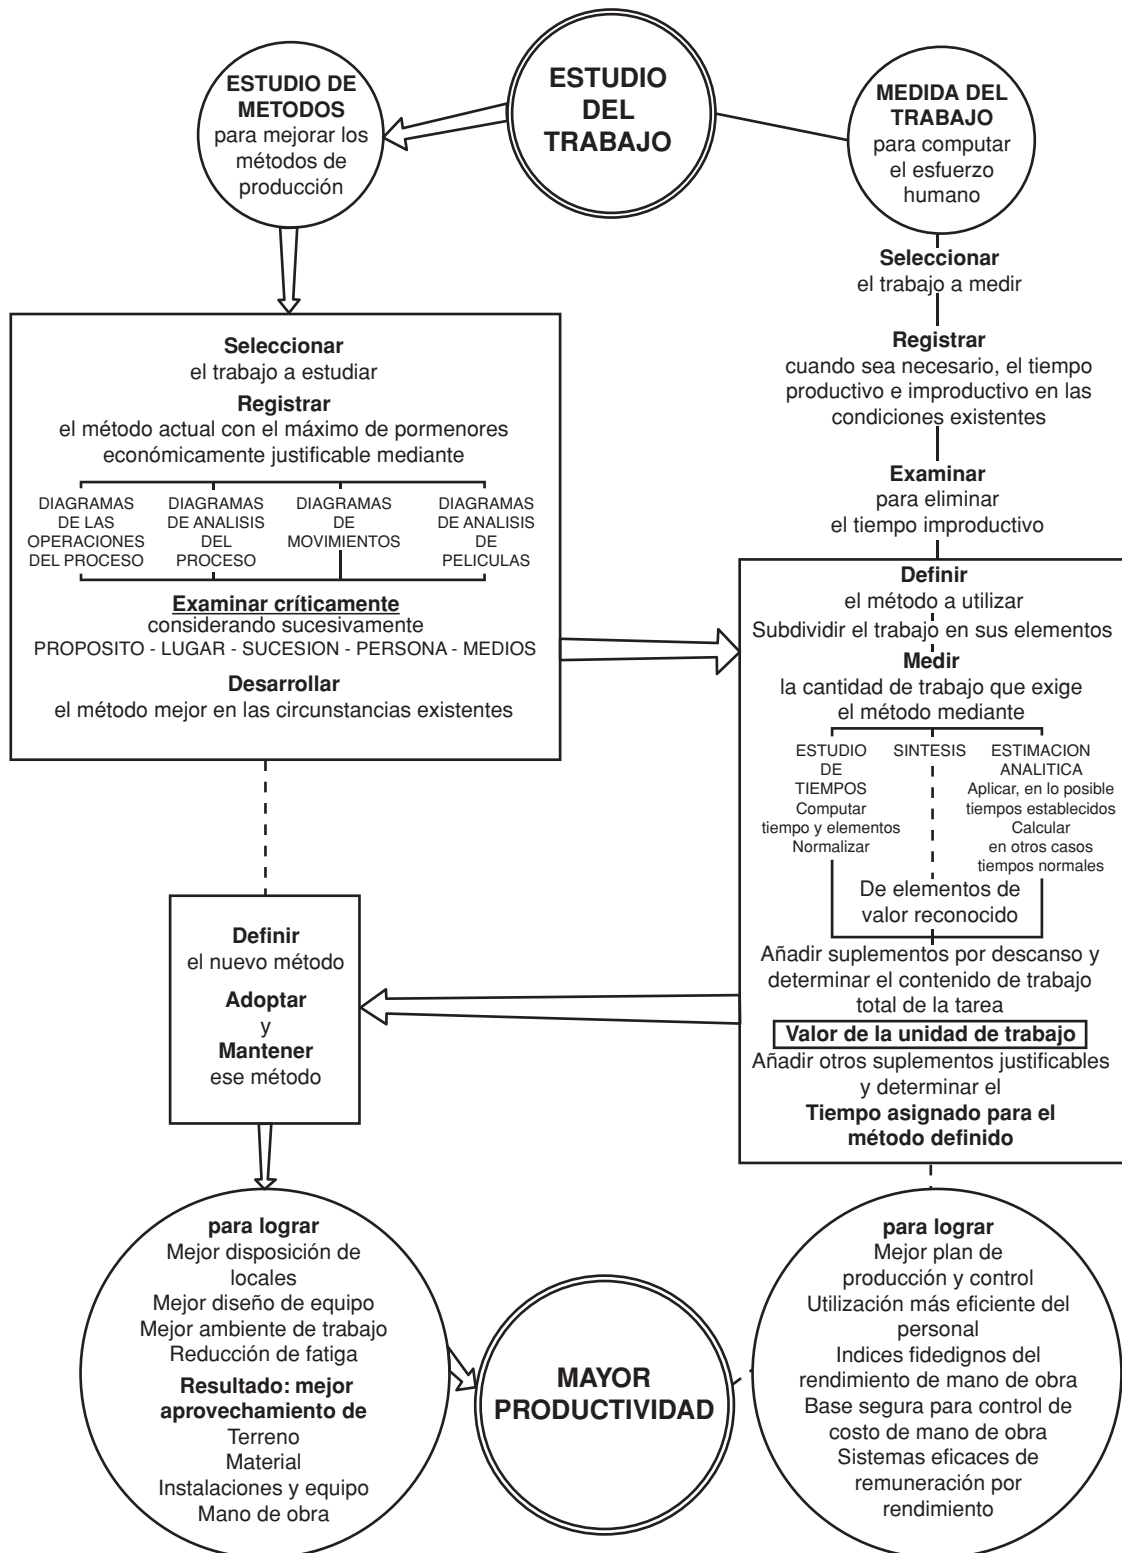 ESTUDIO
DEL
TRABAJO
ESTUDIO DE
METODOS
para mejorar los
métodos de
producción
Seleccionar
el trabajo a estudiar
Registrar
el método actual con el máximo de pormenores
económicamente justificable mediante
DIAGRAMAS
DE LAS
OPERACIONES
DEL PROCESO
DIAGRAMAS
DE ANALISIS
DEL
PROCESO
DIAGRAMAS
DE
MOVIMIENTOS
DIAGRAMAS
DE ANALISIS
DE
PELICULAS
Examinar críticamente
considerando sucesivamente
PROPOSITO - LUGAR - SUCESION - PERSONA - MEDIOS
Desarrollar
el método mejor en las circunstancias existentes
Definir
el nuevo método
Adoptar
y
Mantener
ese método
para lograr
Mejor disposición de
locales
Mejor diseño de equipo
Mejor ambiente de trabajo
Reducción de fatiga
Resultado: mejor
aprovechamiento de
Terreno
Material
Instalaciones y equipo
Mano de obra
MEDIDA DEL
TRABAJO
para computar
el esfuerzo
humano
Seleccionar
el trabajo a medir
Registrar
cuando sea necesario, el tiempo
productivo e improductivo en las
condiciones existentes
Examinar
para eliminar
el tiempo improductivo
Definir
el método a utilizar
Subdividir el trabajo en sus elementos
Medir
la cantidad de trabajo que exige
el método mediante
ESTUDIO
DE
TIEMPOS
Computar
tiempo y elementos
Normalizar
SINTESIS
ESTIMACION
ANALITICA
Aplicar, en lo posible
tiempos establecidos
Calcular
en otros casos
tiempos normales
De elementos de
valor reconocido
Añadir suplementos por descanso y
determinar el contenido de trabajo
total de la tarea
Valor de la unidad de trabajo
Añadir otros suplementos justificables
y determinar el
Tiempo asignado para el
método definido
para lograr
Mejor plan de
producción y control
Utilización más eficiente del
personal
Indices fidedignos del
rendimiento de mano de obra
Base segura para control de
costo de mano de obra
Sistemas eficaces de
remuneración por
rendimiento
MAYOR
PRODUCTIVIDAD